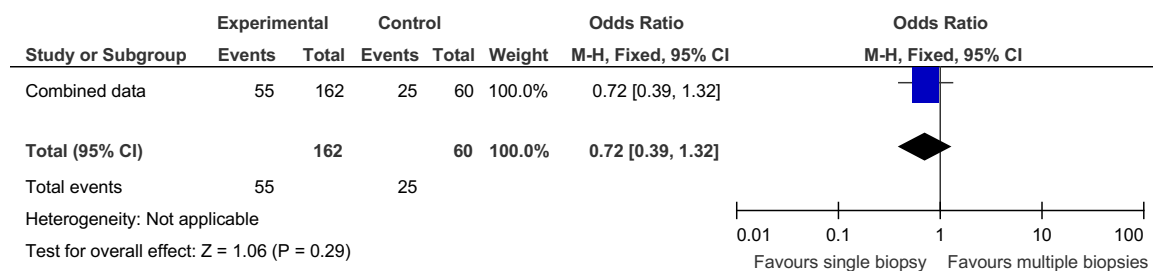 Experimental Control Odds Ratio Odds Ratio
Study or Subgroup Events Total Events Total Weight M-H, Fixed, 95% CI M-H, Fixed, 95% CI
Combined data 55 162 25 60 100.0% 0.72 [0.39, 1.32]
Total (95% CI) 162 60 100.0% 0.72 [0.39, 1.32]
Total events 55 25
Heterogeneity: Not applicable
Test for overall effect: Z = 1.06 (P = 0.29)
0.01 0.1 1 10 100
Favours single biopsy Favours multiple biopsies